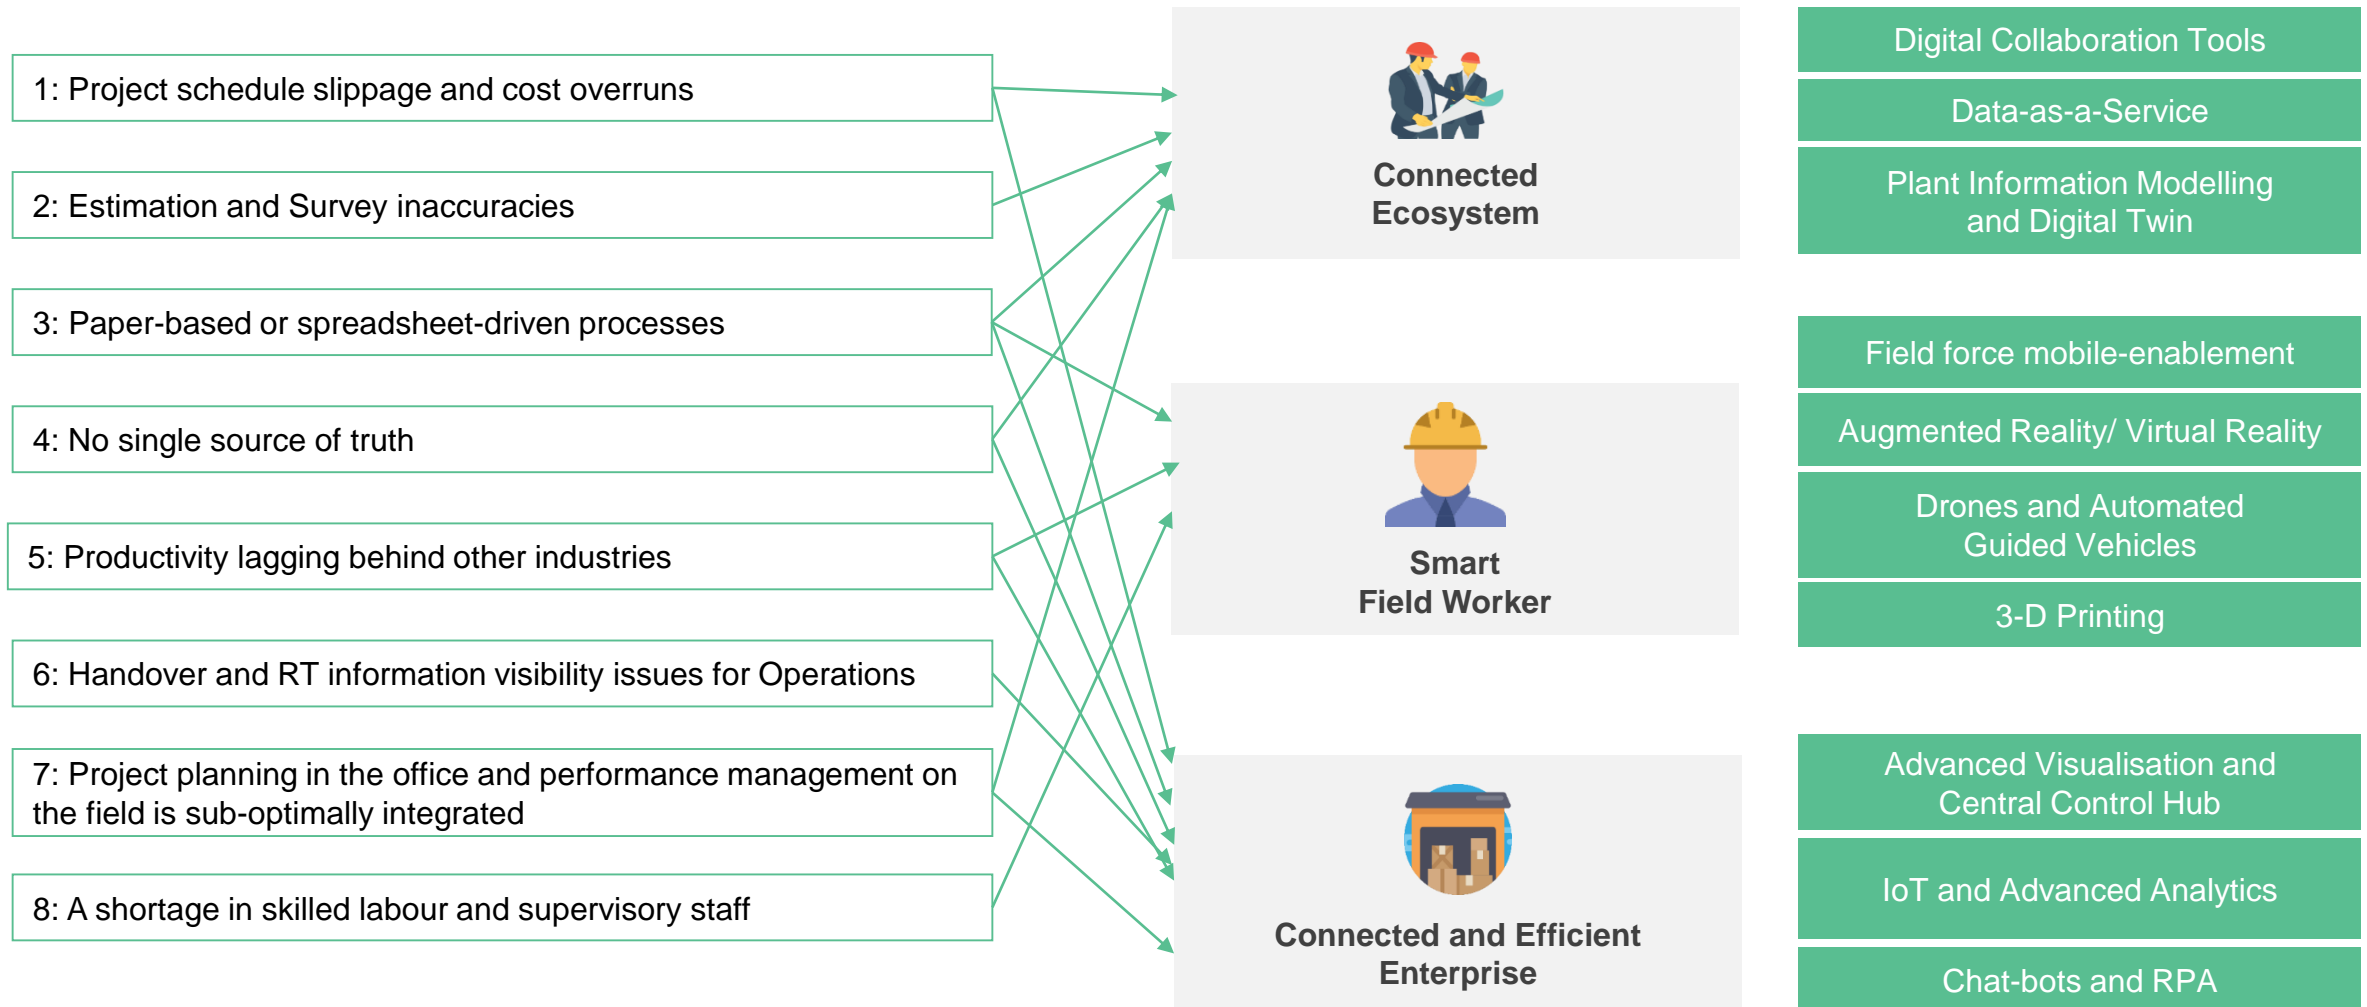 1: Project schedule slippage and cost overruns
2: Estimation and Survey inaccuracies
3: Paper-based or spreadsheet-driven processes
4: No single source of truth
5: Productivity lagging behind other industries
6: Handover and RT information visibility issues for Operations
7: Project planning in the office and performance management on
the field is sub-optimally integrated
8: A shortage in skilled labour and supervisory staff
Connected
Ecosystem
Smart
Field Worker
Connected and Efficient
Enterprise
Digital Collaboration Tools
Data-as-a-Service
Plant Information Modelling
and Digital Twin
Field force mobile-enablement
Augmented Reality/ Virtual Reality
Drones and Automated
Guided Vehicles
3-D Printing
Advanced Visualisation and
Central Control Hub
IoT and Advanced Analytics
Chat-bots and RPA